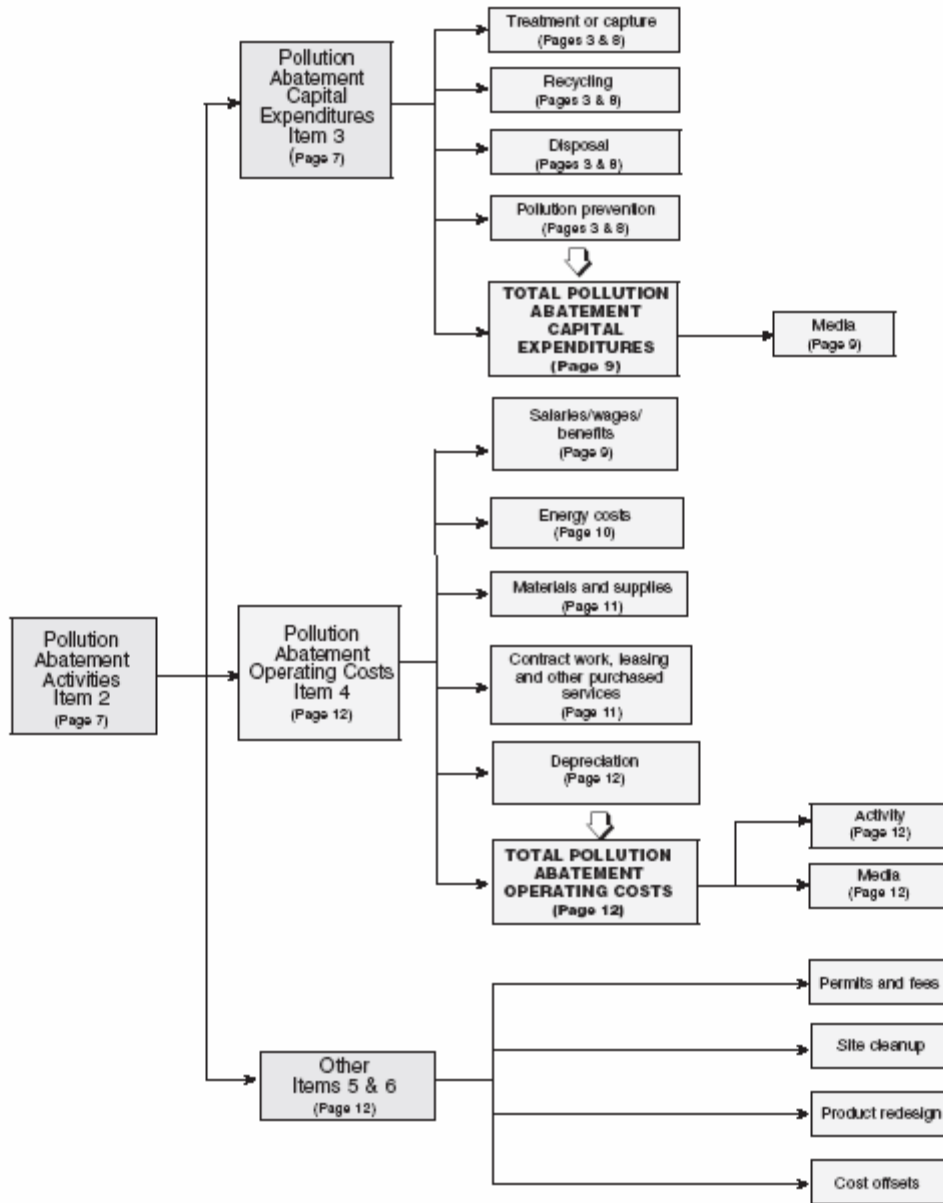 Treatment or capture
(Pages 3 & 8)
Pollution
Abatement
Capital
Expenditures
Item 3
(Page 7)
Recycling
(Pages 3 & 8)
Disposal
(Pages 3 & 8)
Pollution prevention
(Pages 3 & 8)
TOTAL POLLUTION
ABATEMENT
CAPITAL
EXPENDITURES
(Page 9)
Media
(Page 9)
Salaries/wages/
benefits
(Page 9)
Energy costs
(Page 10)
Materials and supplies
(Page 11)
Pollution
Abatement
Activities
Item 2
(Page 7)
Pollution
Abatement
Operating Costs
Item 4
(Page 12)
Contract work, leasing
and other purchased
services
(Page 11)
Depreciation
(Page 12)
TOTAL POLLUTION
ABATEMENT
OPERATING COSTS
(Page 12)
Activity
(Page 12)
Media
(Page 12)
Other
Items 5 & 6
(Page 12)
Permits and fees
Site cleanup
Product redesign
Cost offsets